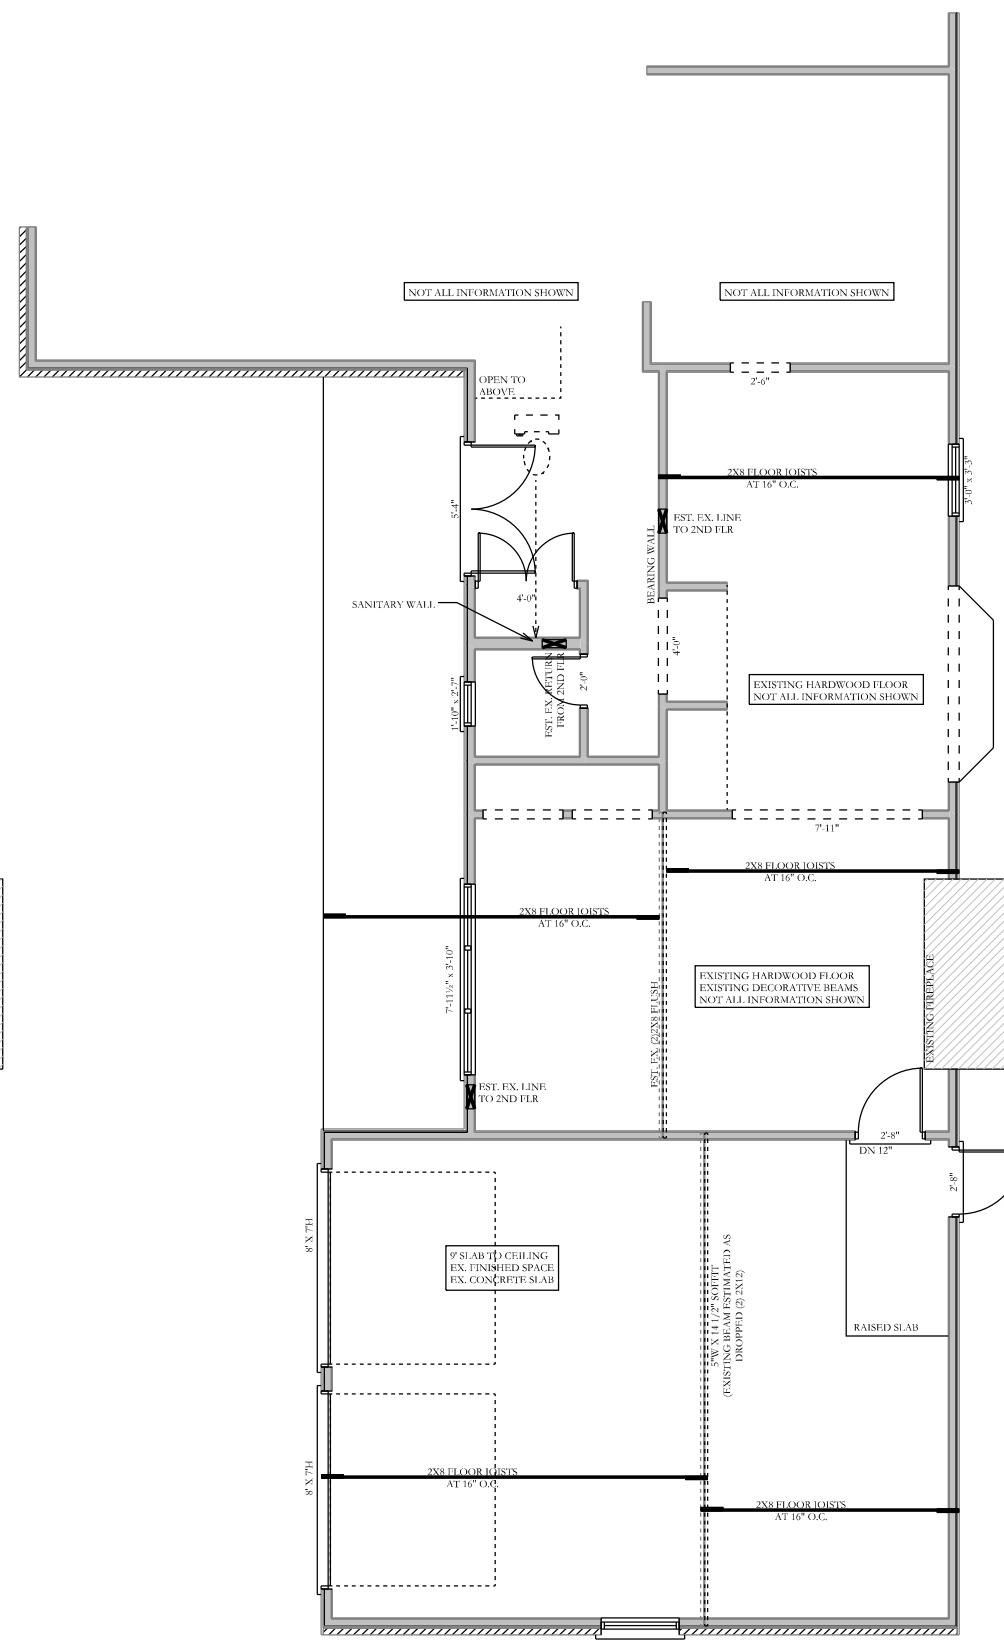 NOT ALL INFORMATION SHOWN
NOT ALL INFORMATION SHOWN
OPEN TO
ABOVE
2'-6"
2X8 FLOOR JOISTS
AT 16" O.C.
3'-0" x 3'-3"
5'-4"
EST. EX. LINE
TO 2ND FLR
BEARING WALL
4'-0"
SANITARY WALL
4'-0"
EST. EX. RETURN
FROM 2ND FLR
2'-0"
1'-10" x 2'-7"
EXISTING HARDWOOD FLOOR
NOT ALL INFORMATION SHOWN
7'-11"
2X8 FLOOR JOISTS
AT 16" O.C.
2X8 FLOOR JOISTS
AT 16" O.C.
7'-11½" x 3'-10"
EST. EX. (2)2X8 FLUSH
EXISTING HARDWOOD FLOOR
EXISTING DECORATIVE BEAMS
NOT ALL INFORMATION SHOWN
EXISTING FIREPLACE
EST. EX. LINE
TO 2ND FLR
2'-8"
DN 12"
2'-8"
8' X 7'H
9' SLAB TO CEILING
EX. FINISHED SPACE
EX. CONCRETE SLAB
5"W X 14 1/2" SOFFIT
(EXISTING BEAM ESTIMATED AS
DROPPED (2) 2X12)
RAISED SLAB
8' X 7'H
2X8 FLOOR JOISTS
AT 16" O.C.
2X8 FLOOR JOISTS
AT 16" O.C.